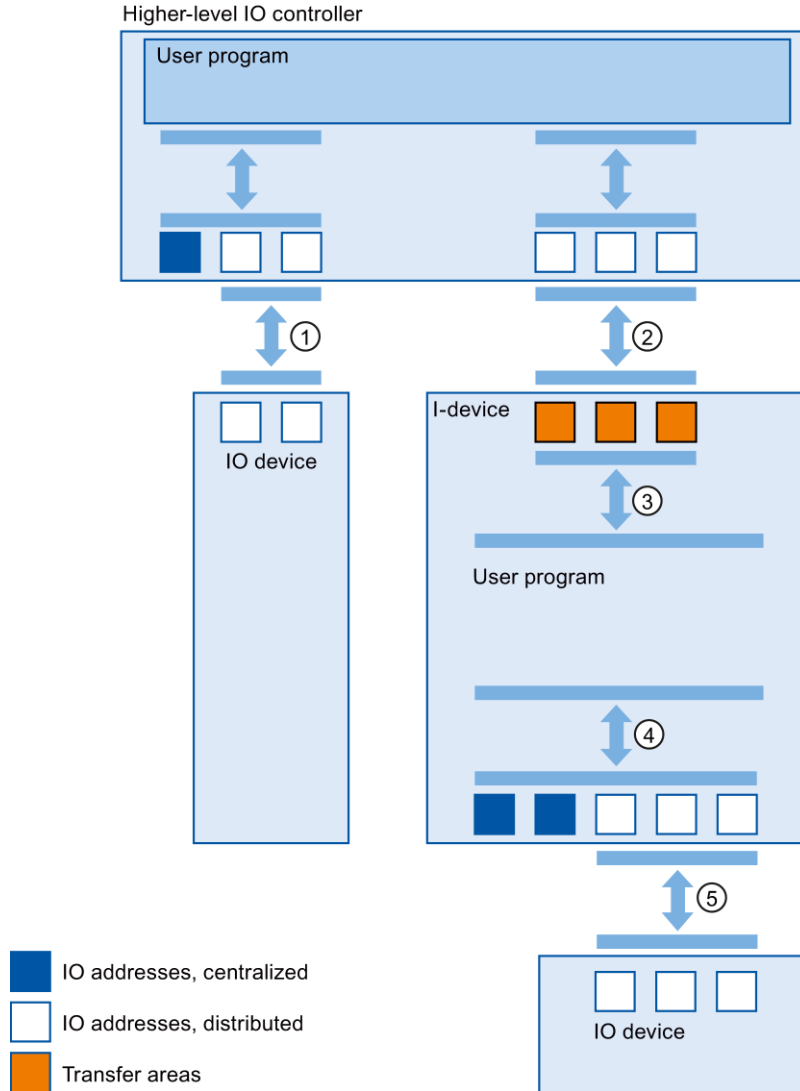 Higher-level IO controller
User program
①
②
I-device
IO device
③
User program
④
⑤
IO addresses, centralized
IO addresses, distributed
IO device
Transfer areas